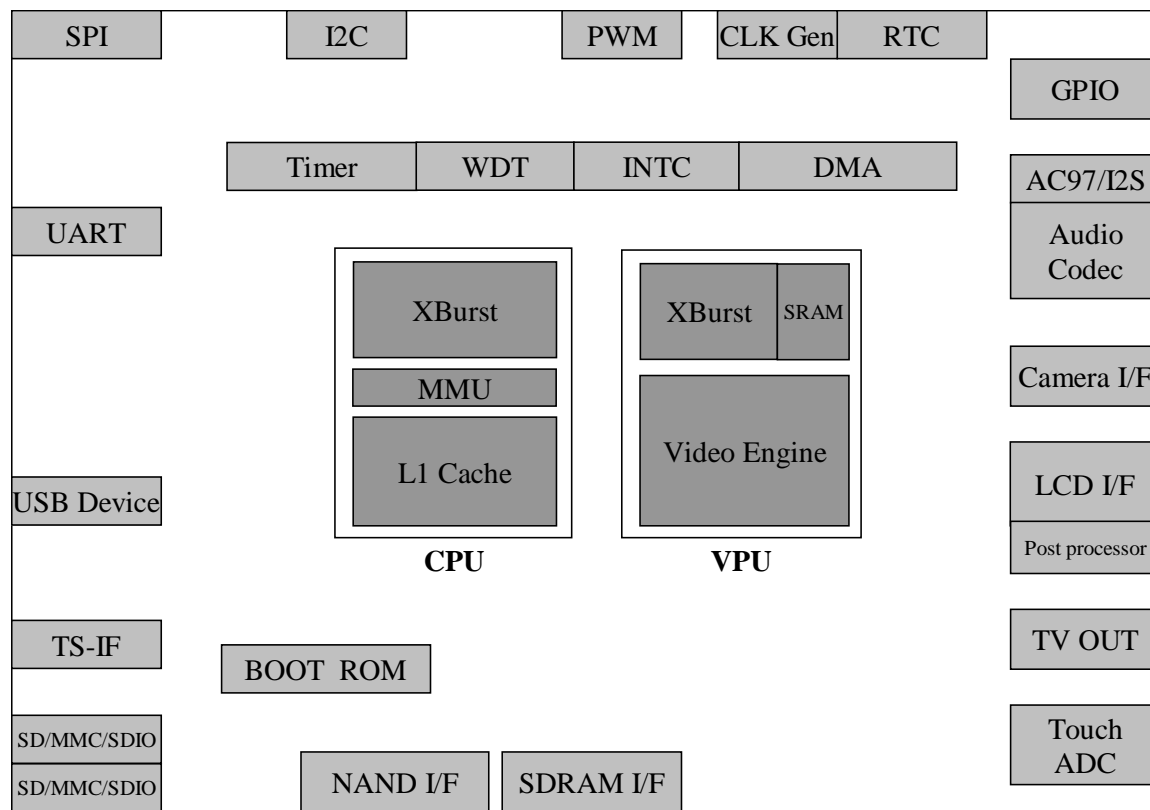 SPI
I2C
PWM
CLK Gen
RTC
GPIO
Timer
WDT
INTC
DMA
AC97/I2S
UART
Audio
Codec
XBurst
MMU
L1 Cache
CPU
XBurst
SRAM
Video Engine
VPU
Camera I/F
LCD I/F
Post processor
USB Device
TS-IF
BOOT ROM
TV OUT
SD/MMC/SDIO
SD/MMC/SDIO
NAND I/F
SDRAM I/F
Touch
ADC